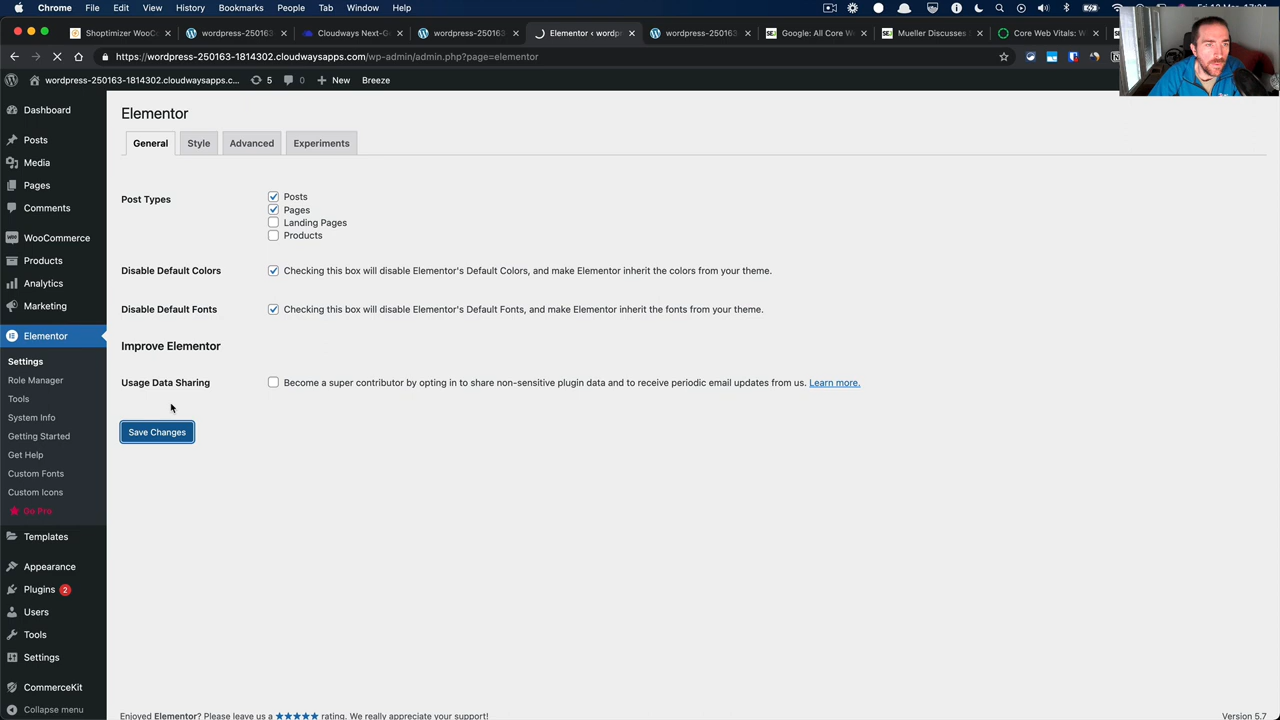 Chrome File Edit View History Bookmarks People Tab Window Help
Shoptimizer WooCo
wordpress-250163
Cloudways Next-Ge
wordpress-250163
Elementor ‹ wordp
wordpress-250163
Google: All Core W
Mueller Discusses
Core Web Vitals: W
https://wordpress-250163-1814302.cloudwaysapps.com/wp-admin/admin.php?page=elementor
wordpress-250163-1814302.cloudwaysapps.c... 5 0 New Breeze
Dashboard
Posts
Media
Pages
Comments
WooCommerce
Products
Analytics
Marketing
Elementor
Settings
Role Manager
Tools
System Info
Getting Started
Get Help
Custom Fonts
Custom Icons
Go Pro
Templates
Appearance
Plugins 2
Users
Tools
Settings
CommerceKit
Collapse menu
Elementor
General Style Advanced Experiments
Post Types
Posts
Pages
Landing Pages
Products
Disable Default Colors Checking this box will disable Elementor's Default Colors, and make Elementor inherit the colors from your theme.
Disable Default Fonts Checking this box will disable Elementor's Default Fonts, and make Elementor inherit the fonts from your theme.
Improve Elementor
Usage Data Sharing Become a super contributor by opting in to share non-sensitive plugin data and to receive periodic email updates from us. Learn more.
Save Changes
Enjoyed Elementor? Please leave us a ★★★★★ rating. We really appreciate your support!
Version 5.7